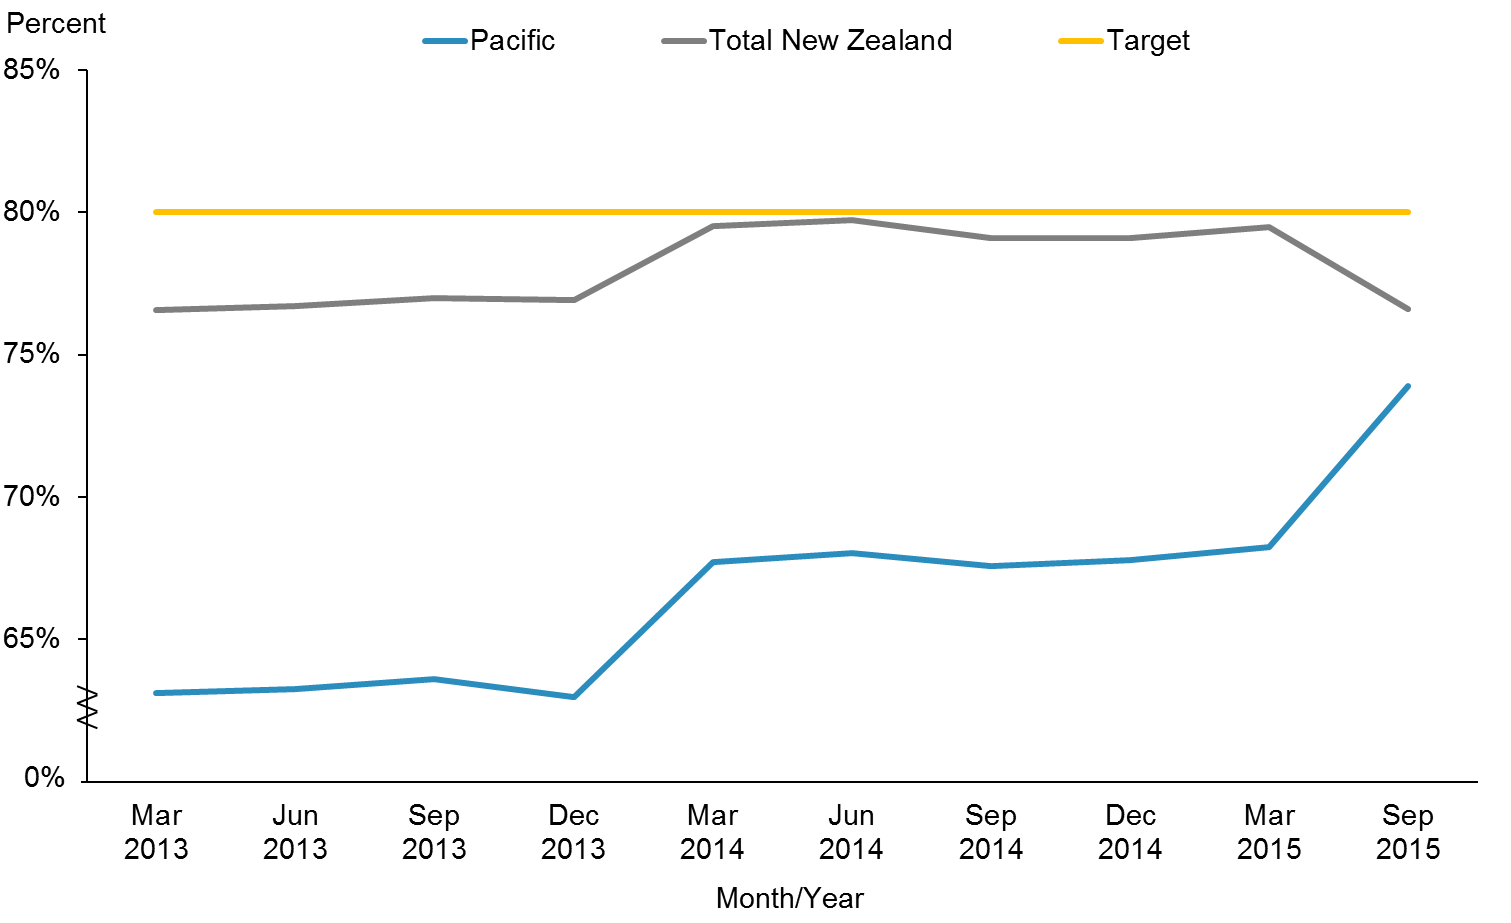 Percent
Pacific Total New Zealand Target
85%
80%
75%
70%
65%
0%
Mar Jun Sep Dec Mar Jun Sep Dec Mar Sep
2013 2013 2013 2013 2014 2014 2014 2014 2015 2015
Month/Year